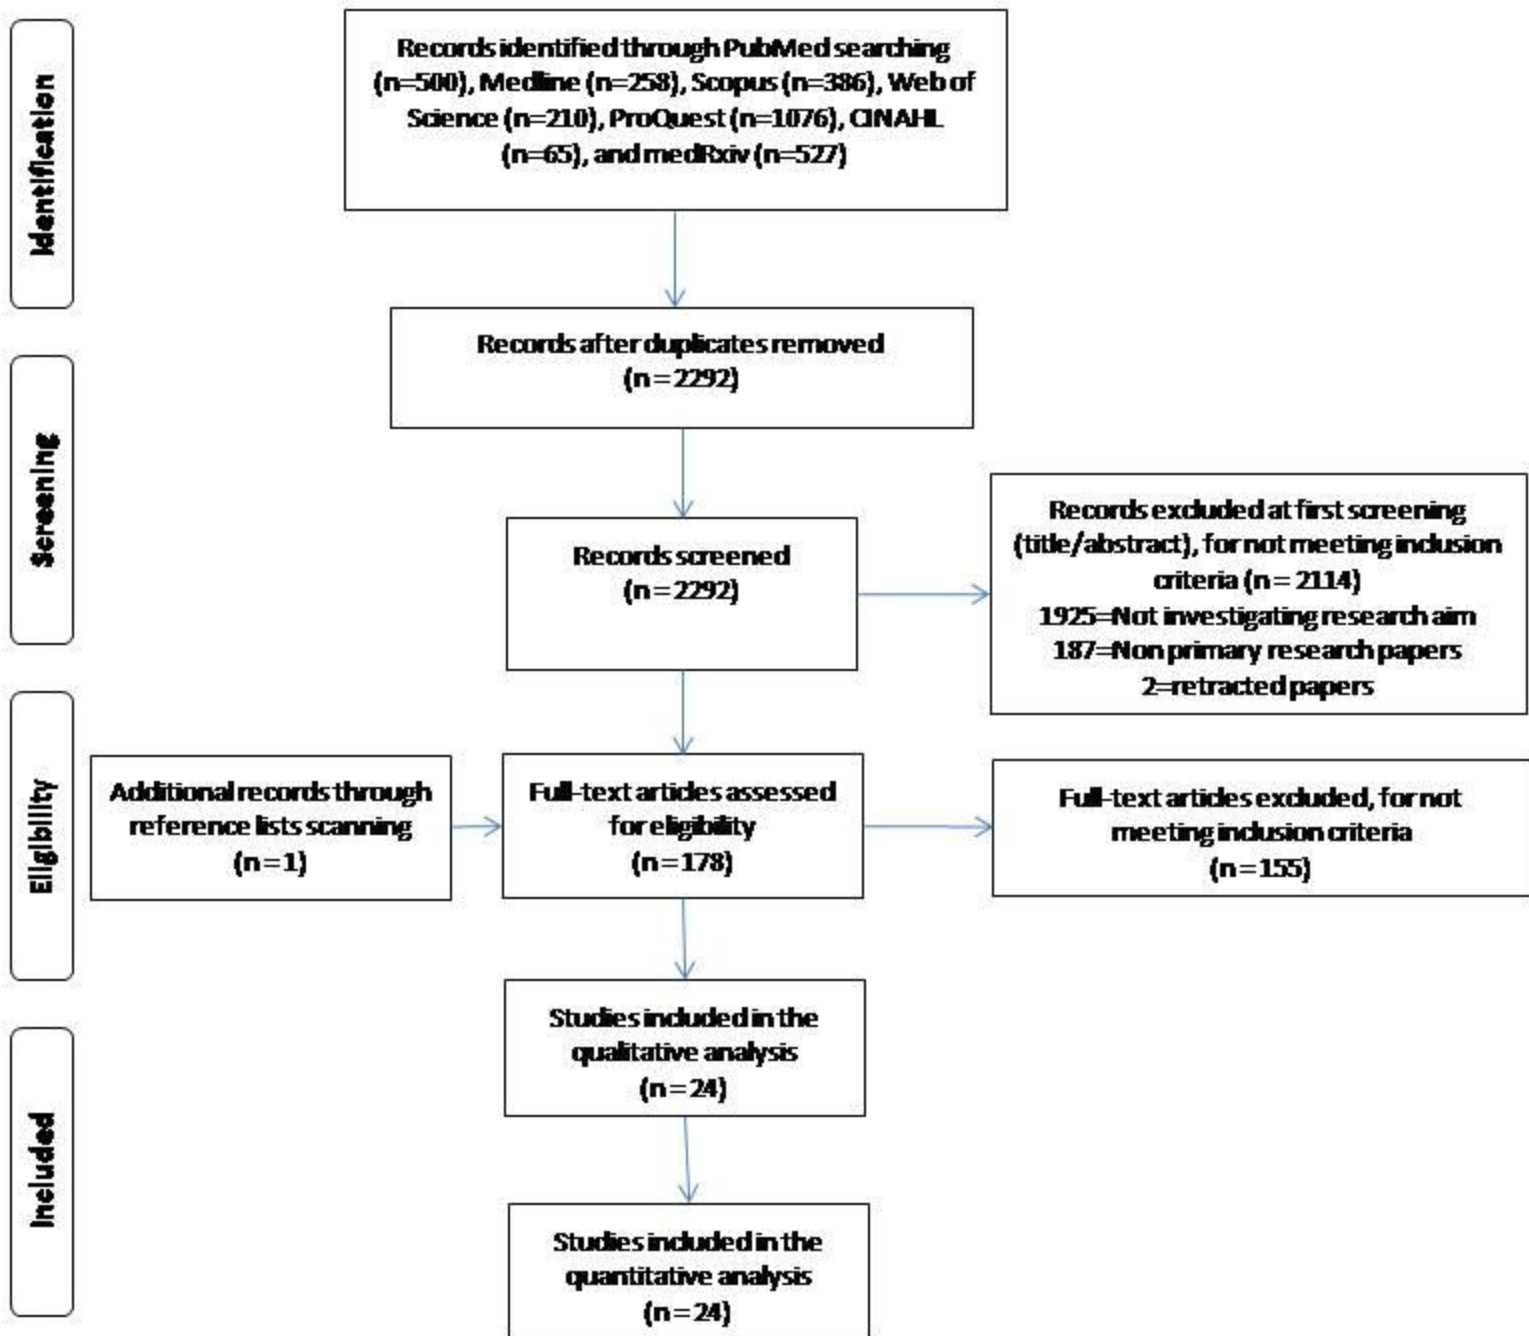 Identification
Records identified through PubMed searching
(n=500), Medline (n=258), Scopus (n=386), Web of
Science (n=210), ProQuest (n=1076), CINAHL
(n=65), and medRxiv (n=527)
Records after duplicates removed
(n = 2292)
Screening
Records screened
(n = 2292)
Records excluded at first screening
(title/abstract), for not meeting inclusion
criteria (n = 2114)
1925=Not investigating research aim
187=Non primary research papers
2=retracted papers
Eligibility
Additional records through
reference lists scanning
(n = 1)
Full-text articles assessed
for eligibility
(n = 178)
Full-text articles excluded, for not
meeting inclusion criteria
(n = 155)
Studies included in the
qualitative analysis
(n = 24)
Included
Studies included in the
quantitative analysis
(n = 24)